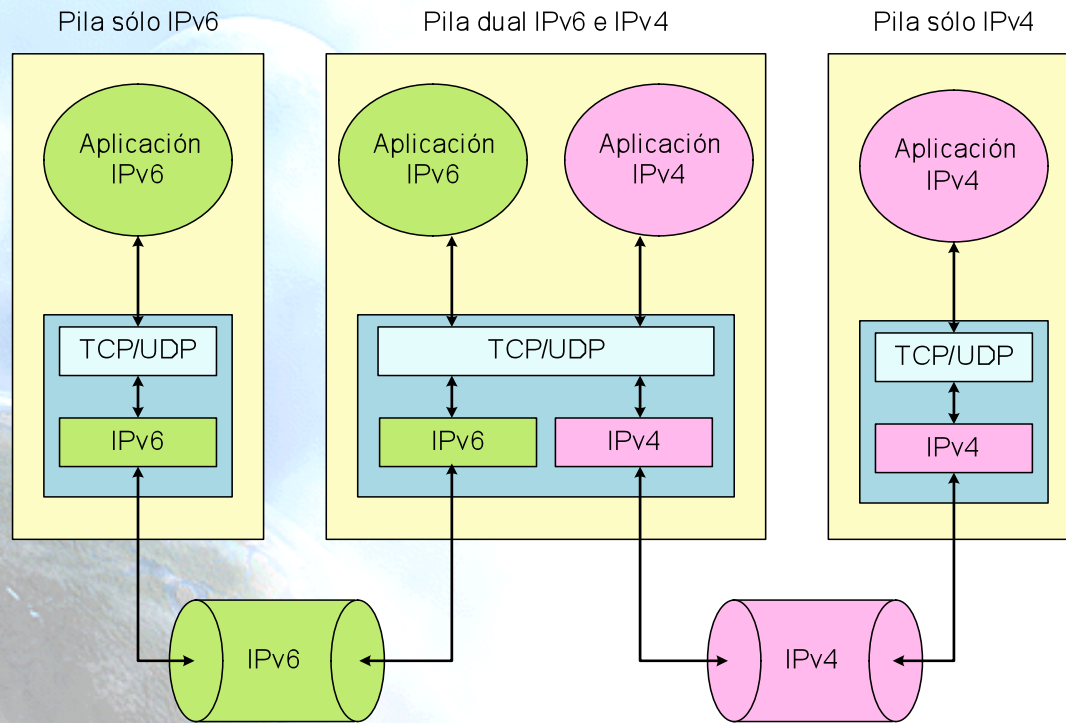 Pila sólo IPv6
Pila dual IPv6 e IPv4
Pila sólo IPv4
Aplicación
IPv6
Aplicación
IPv6
Aplicación
IPv4
Aplicación
IPv4
TCP/UDP
TCP/UDP
TCP/UDP
IPv6
IPv6
IPv4
IPv4
IPv6
IPv4